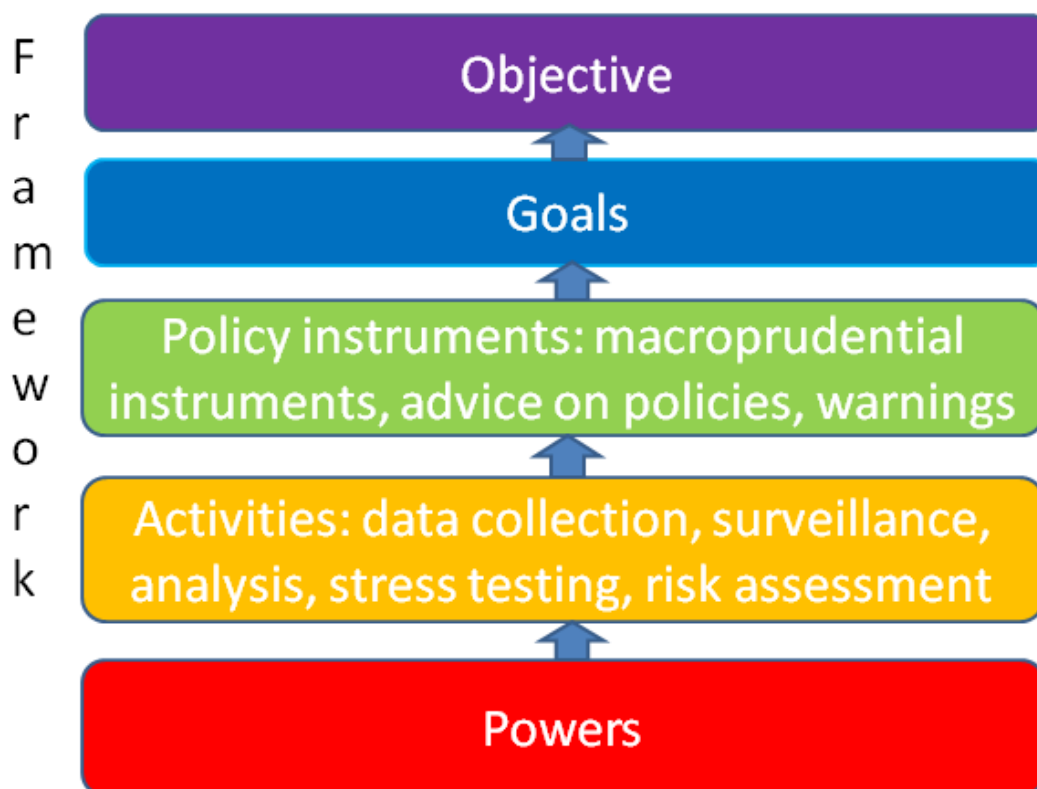 Framework
Objective
Goals
Policy instruments: macroprudential
instruments, advice on policies, warnings
Activities: data collection, surveillance,
analysis, stress testing, risk assessment
Powers